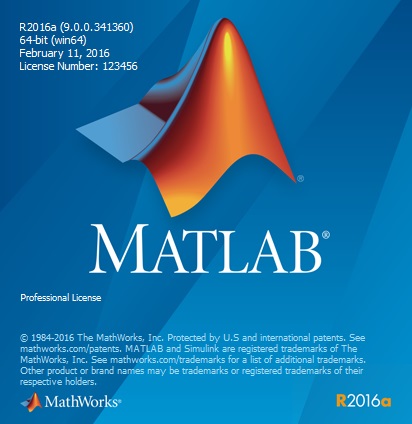 R2016a (9.0.0.341360)
64-bit (win64)
February 11, 2016
License Number: 123456
®
MATLAB®
Professional License
© 1984-2016 The MathWorks, Inc. Protected by U.S and international patents. See
mathworks.com/patents. MATLAB and Simulink are registered trademarks of The
MathWorks, Inc. See mathworks.com/trademarks for a list of additional trademarks.
Other product or brand names may be trademarks or registered trademarks of their
respective holders.
MathWorks® R2016a